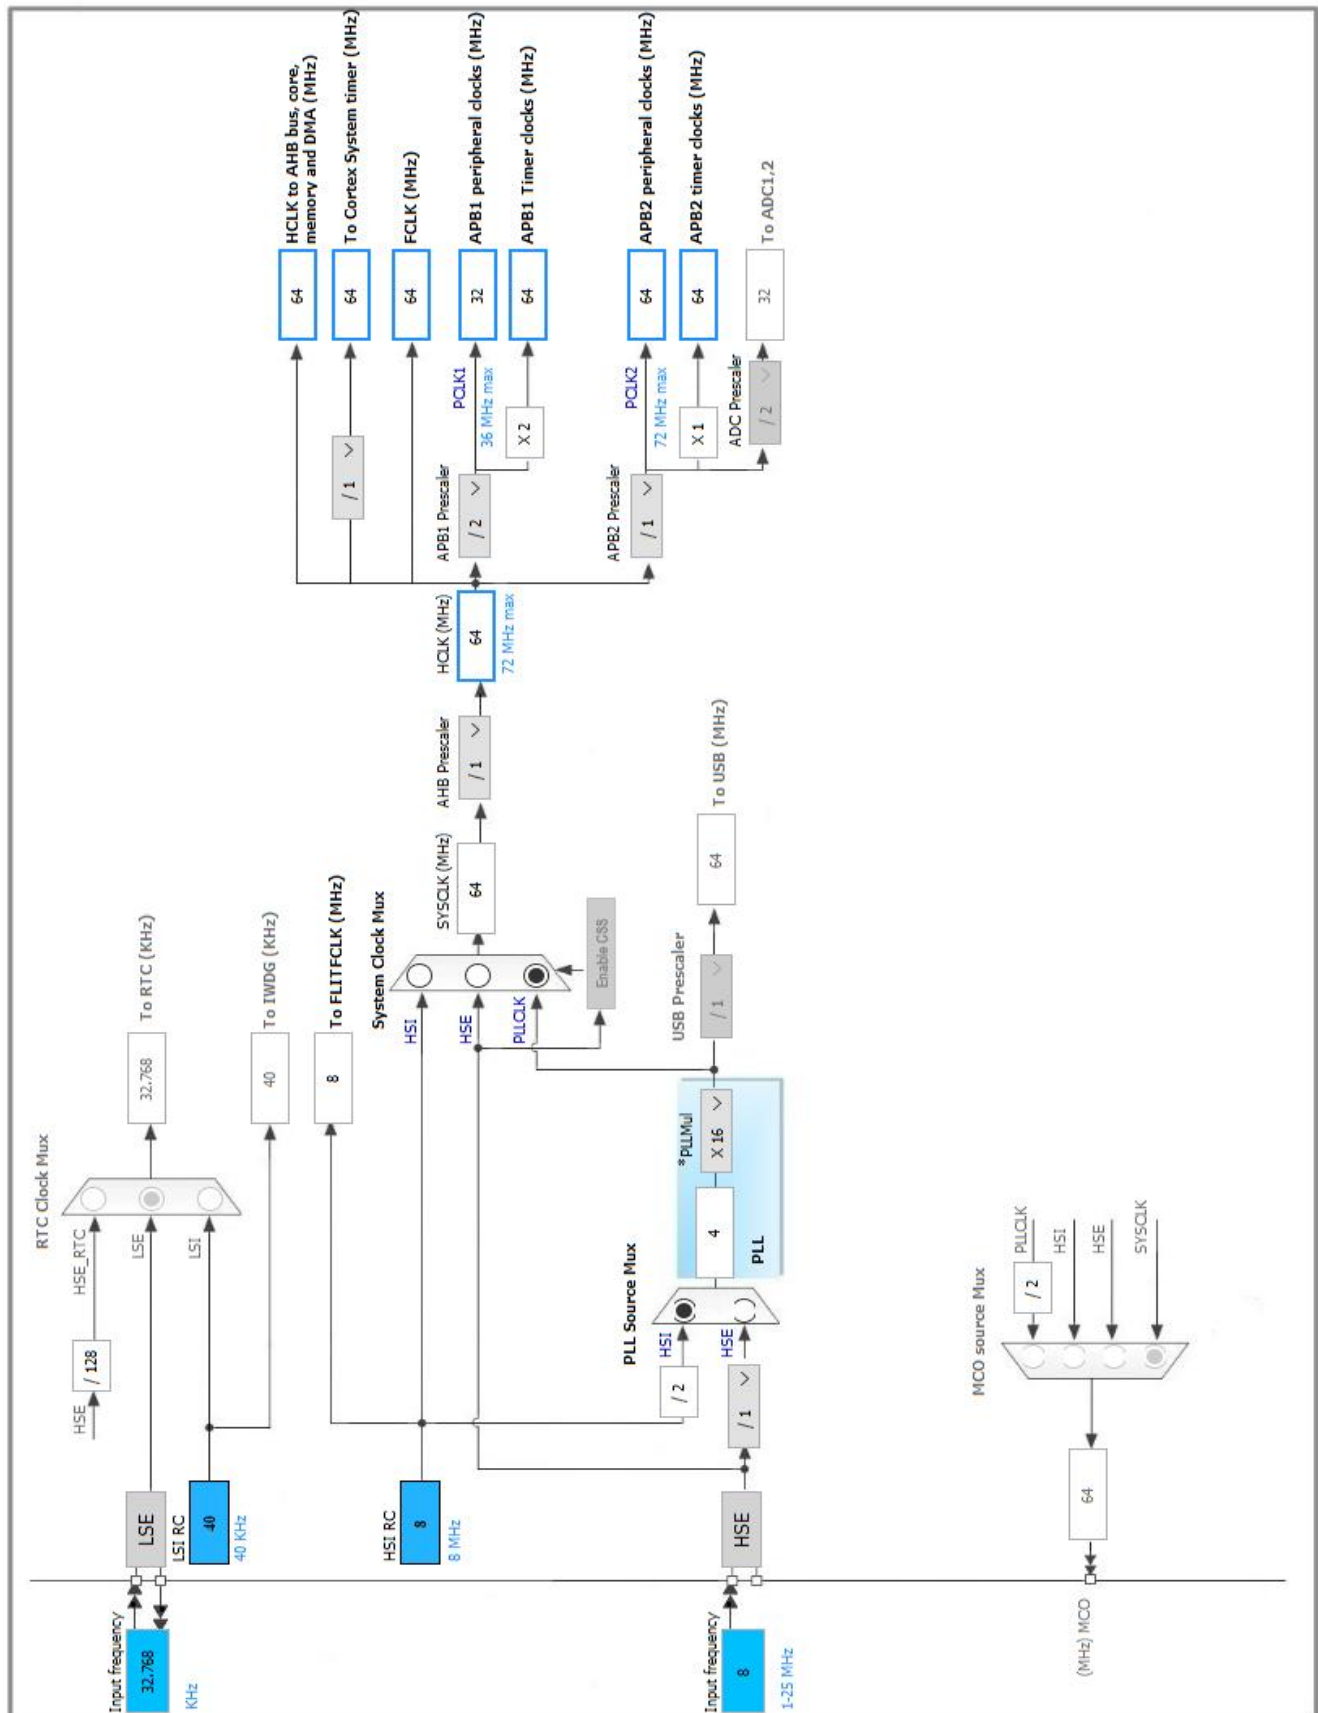 RTC Clock Mux
HSE
/ 128
HSE_RTC
Input frequency
32.768
KHz
LSE
LSE
32.768
To RTC (KHz)
LSI RC
40
40 KHz
LSI
40
To IWDG (KHz)
8
To FLITFCLK (MHz)
HSI RC
8
8 MHz
System Clock Mux
HSI
HSE
PLLCLK
Enable CSS
SYSCLK (MHz)
64
AHB Prescaler
/ 1
HCLK (MHz)
64
72 MHz max
64
HCLK to AHB bus, core,
memory and DMA (MHz)
/ 1
64
To Cortex System timer (MHz)
64
FCLK (MHz)
APB1 Prescaler
/ 2
PCLK1
36 MHz max
32
APB1 peripheral clocks (MHz)
X 2
64
APB1 Timer clocks (MHz)
APB2 Prescaler
/ 1
PCLK2
72 MHz max
64
APB2 peripheral clocks (MHz)
X 1
64
APB2 timer clocks (MHz)
ADC Prescaler
/ 2
32
To ADC1,2
PLL Source Mux
/ 2
HSI
Input frequency
8
1-25 MHz
HSE
/ 1
HSE
4
*PLLMul
X 16
PLL
USB Prescaler
/ 1
64
To USB (MHz)
MCO source Mux
(MHz) MCO
64
/ 2
PLLCLK
HSI
HSE
SYSCLK